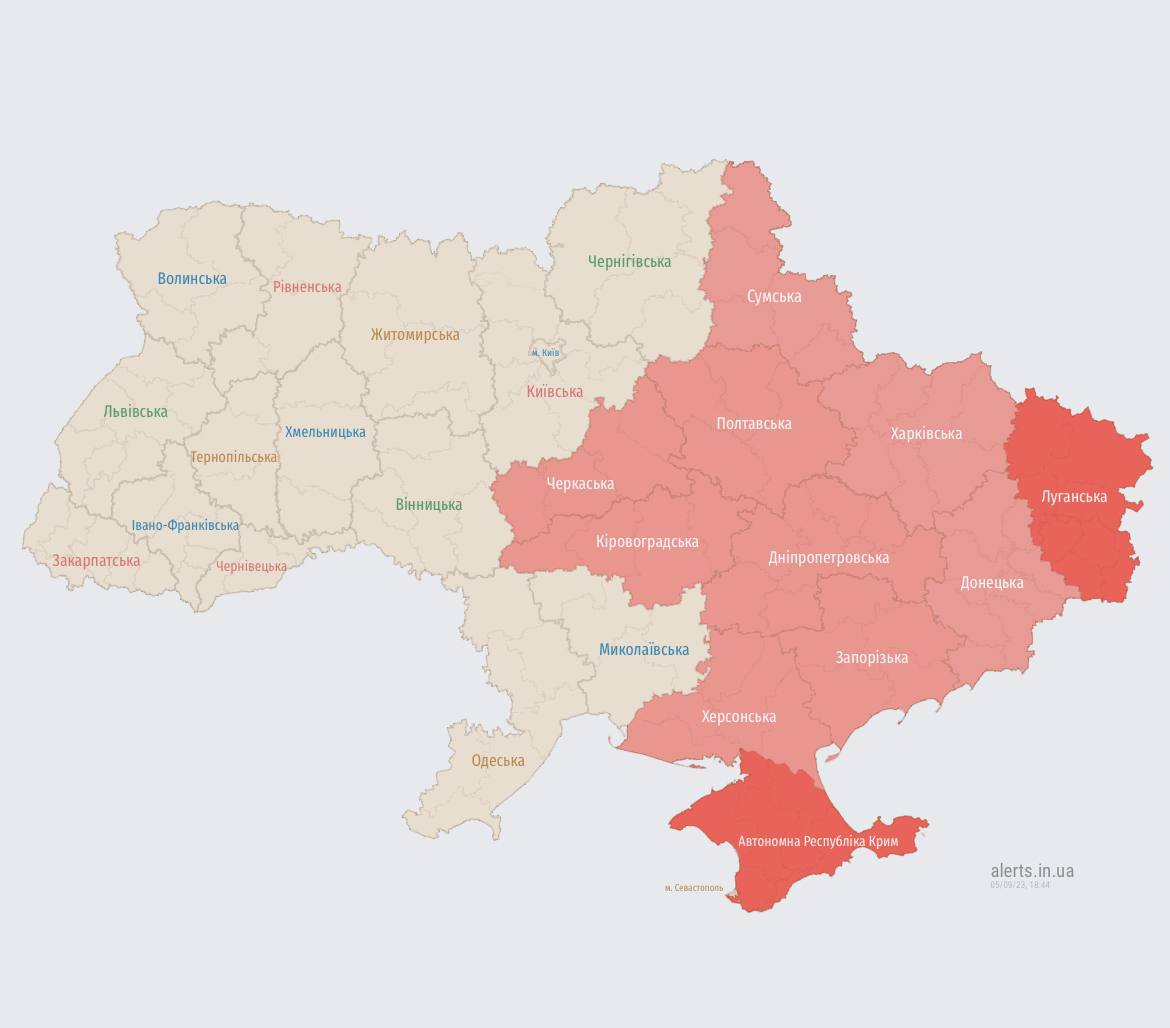 Чернігівська
Волинська
Рівненська
Сумська
Житомирська
м. Київ
Київська
Львівська
Полтавська
Хмельницька
Харківська
Тернопільська
Черкаська
Луганська
Вінницька
Івано-Франківська
Кіровоградська
Дніпропетровська
Закарпатська
Чернівецька
Донецька
Миколаївська
Запорізька
Херсонська
Одеська
Автономна Республіка Крим
alerts.in.ua
05/09/23, 18:44
м. Севастополь